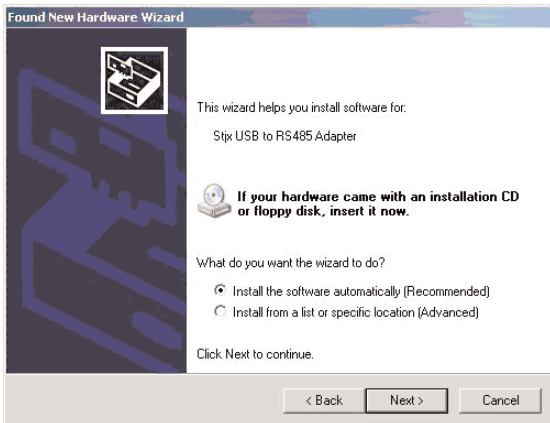 Found New Hardware Wizard
This wizard helps you install software for:
Stjx USB to RS485 Adapter
If your hardware came with an installation CD
or floppy disk, insert it now.
What do you want the wizard to do?
Install the software automatically (Recommended)
Install from a list or specific location (Advanced)
Click Next to continue.
< Back
Next >
Cancel